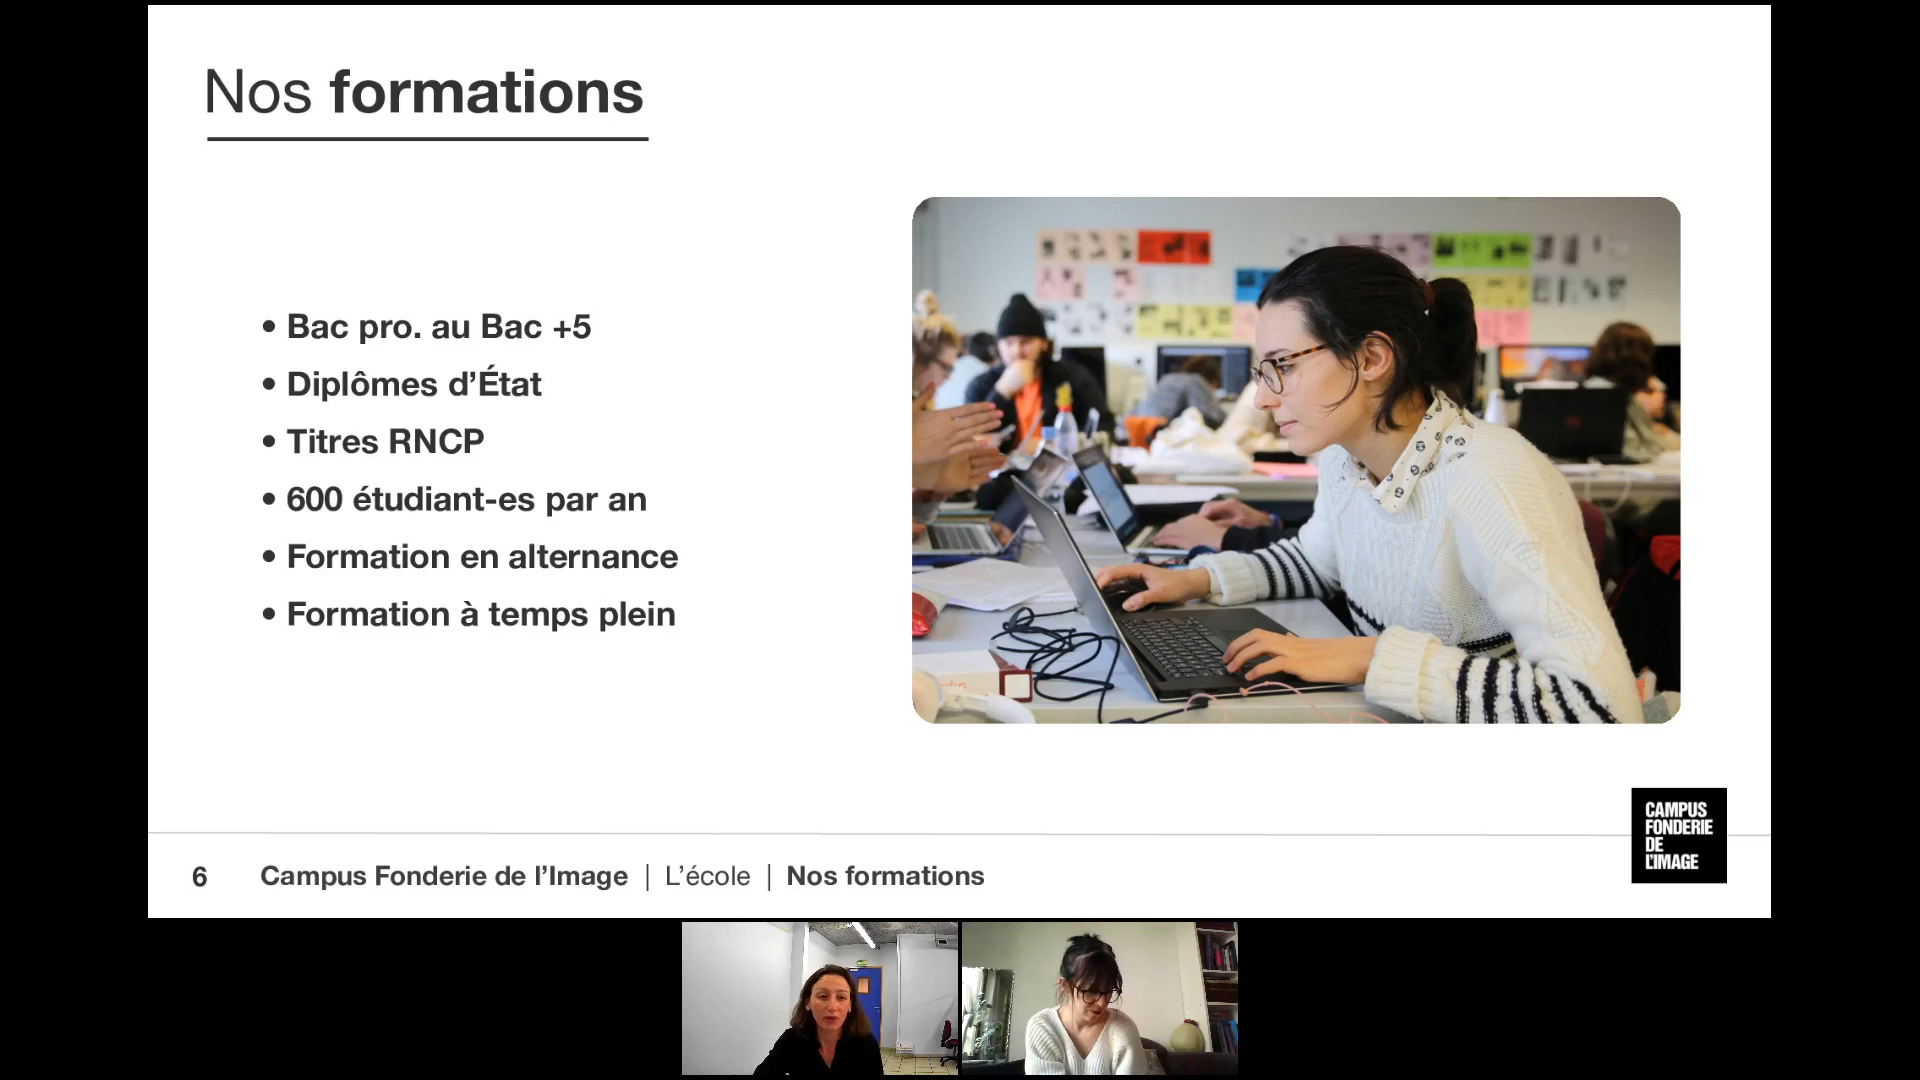 Nos formations
• Bac pro. au Bac +5
• Diplômes d’État
• Titres RNCP
• 600 étudiant-es par an
• Formation en alternance
• Formation à temps plein
CAMPUS
FONDERIE
DE
L'IMAGE
6 Campus Fonderie de l’Image | L’école | Nos formations